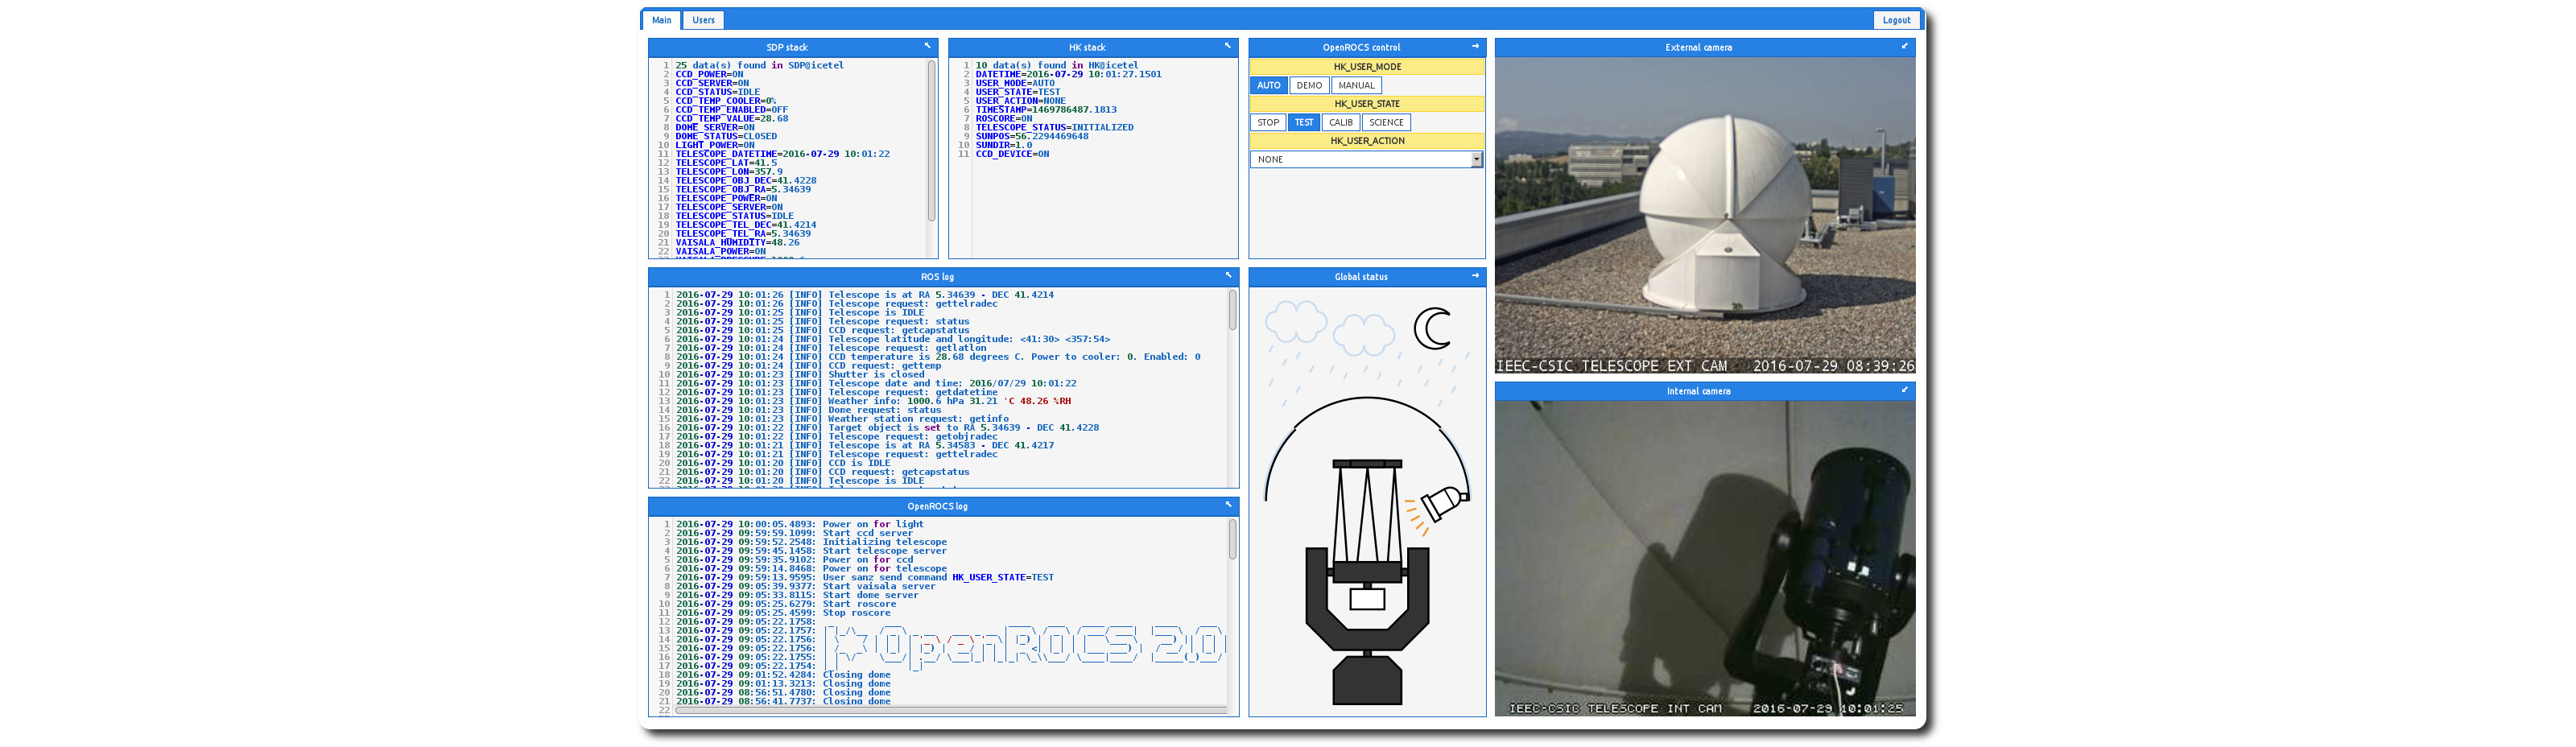 Main Users Logout
SDP stack
1 25 data(s) found in SDP@icetel
2 CCD_POWER=ON
3 CCD_SERVER=ON
4 CCD_STATUS=IDLE
5 CCD_TEMP_COOLER=0%
6 CCD_TEMP_ENABLED=OFF
7 CCD_TEMP_VALUE=28.68
8 DOME_SERVER=ON
9 DOME_STATUS=CLOSED
10 LIGHT_POWER=ON
11 TELESCOPE_DATETIME=2016-07-29 10:01:22
12 TELESCOPE_LAT=41.5
13 TELESCOPE_LON=357.9
14 TELESCOPE_OBJ_DEC=41.4228
15 TELESCOPE_OBJ_RA=5.34639
16 TELESCOPE_POWER=ON
17 TELESCOPE_SERVER=ON
18 TELESCOPE_STATUS=IDLE
19 TELESCOPE_TEL_DEC=41.4214
20 TELESCOPE_TEL_RA=5.34639
21 VAISALA_HUMIDITY=48.26
22 VAISALA_POWER=ON
HK stack
1 10 data(s) found in HK@icetel
2 DATETIME=2016-07-29 10:01:27.1501
3 USER_MODE=AUTO
4 USER_STATE=TEST
5 USER_ACTION=NONE
6 TIMESTAMP=1469786487.1813
7 ROSCORE=ON
8 TELESCOPE_STATUS=INITIALIZED
9 SUNPOS=56.2294469648
10 SUNDIR=1.0
11 CCD_DEVICE=ON
OpenROCS control
HK_USER_MODE
AUTO DEMO MANUAL
HK_USER_STATE
STOP TEST CALIB SCIENCE
HK_USER_ACTION
NONE
External camera
IEEC-CSIC TELESCOPE EXT CAM 2016-07-29 08:39:26
ROS log
1 2016-07-29 10:01:26 [INFO] Telescope is at RA 5.34639 - DEC 41.4214
2 2016-07-29 10:01:26 [INFO] Telescope request: gettelradec
3 2016-07-29 10:01:25 [INFO] Telescope is IDLE
4 2016-07-29 10:01:25 [INFO] Telescope request: status
5 2016-07-29 10:01:25 [INFO] CCD request: getcapstatus
6 2016-07-29 10:01:24 [INFO] Telescope latitude and longitude: <41:30> <357:54>
7 2016-07-29 10:01:24 [INFO] Telescope request: getlatlon
8 2016-07-29 10:01:24 [INFO] CCD temperature is 28.68 degrees C. Power to cooler: 0. Enabled: 0
9 2016-07-29 10:01:24 [INFO] CCD request: gettemp
10 2016-07-29 10:01:23 [INFO] Shutter is closed
11 2016-07-29 10:01:23 [INFO] Telescope date and time: 2016/07/29 10:01:22
12 2016-07-29 10:01:23 [INFO] Telescope request: getdatetime
13 2016-07-29 10:01:23 [INFO] Weather info: 1000.6 hPa 31.21 'C 48.26 %RH
14 2016-07-29 10:01:23 [INFO] Dome request: status
15 2016-07-29 10:01:23 [INFO] Weather station request: getinfo
16 2016-07-29 10:01:22 [INFO] Target object is set to RA 5.34639 - DEC 41.4228
17 2016-07-29 10:01:22 [INFO] Telescope request: getobjradec
18 2016-07-29 10:01:21 [INFO] Telescope is at RA 5.34583 - DEC 41.4217
19 2016-07-29 10:01:21 [INFO] Telescope request: gettelradec
20 2016-07-29 10:01:20 [INFO] CCD is IDLE
21 2016-07-29 10:01:20 [INFO] CCD request: getcapstatus
22 2016-07-29 10:01:20 [INFO] Telescope is IDLE
Global status
Internal camera
IEEC-CSIC TELESCOPE INT CAM 2016-07-29 10:01:25
OpenROCS log
1 2016-07-29 10:00:05.4893: Power on for light
2 2016-07-29 09:59:59.1099: Start ccd server
3 2016-07-29 09:59:52.2548: Initializing telescope
4 2016-07-29 09:59:45.1458: Start telescope server
5 2016-07-29 09:59:35.9102: Power on for ccd
6 2016-07-29 09:59:14.8468: Power on for telescope
7 2016-07-29 09:59:13.9595: User sanz send command HK_USER_STATE=TEST
8 2016-07-29 09:05:39.9377: Start vaisala server
9 2016-07-29 09:05:33.8115: Start dome server
10 2016-07-29 09:05:25.6279: Start roscore
11 2016-07-29 09:05:25.4599: Stop roscore
12 2016-07-29 09:05:22.1758:
13 2016-07-29 09:05:22.1757:
14 2016-07-29 09:05:22.1756:
15 2016-07-29 09:05:22.1756:
16 2016-07-29 09:05:22.1755:
17 2016-07-29 09:05:22.1754:
18 2016-07-29 09:01:52.4284: Closing dome
19 2016-07-29 09:01:13.3213: Closing dome
20 2016-07-29 08:56:51.4780: Closing dome
21 2016-07-29 08:56:41.7737: Closing dome
22